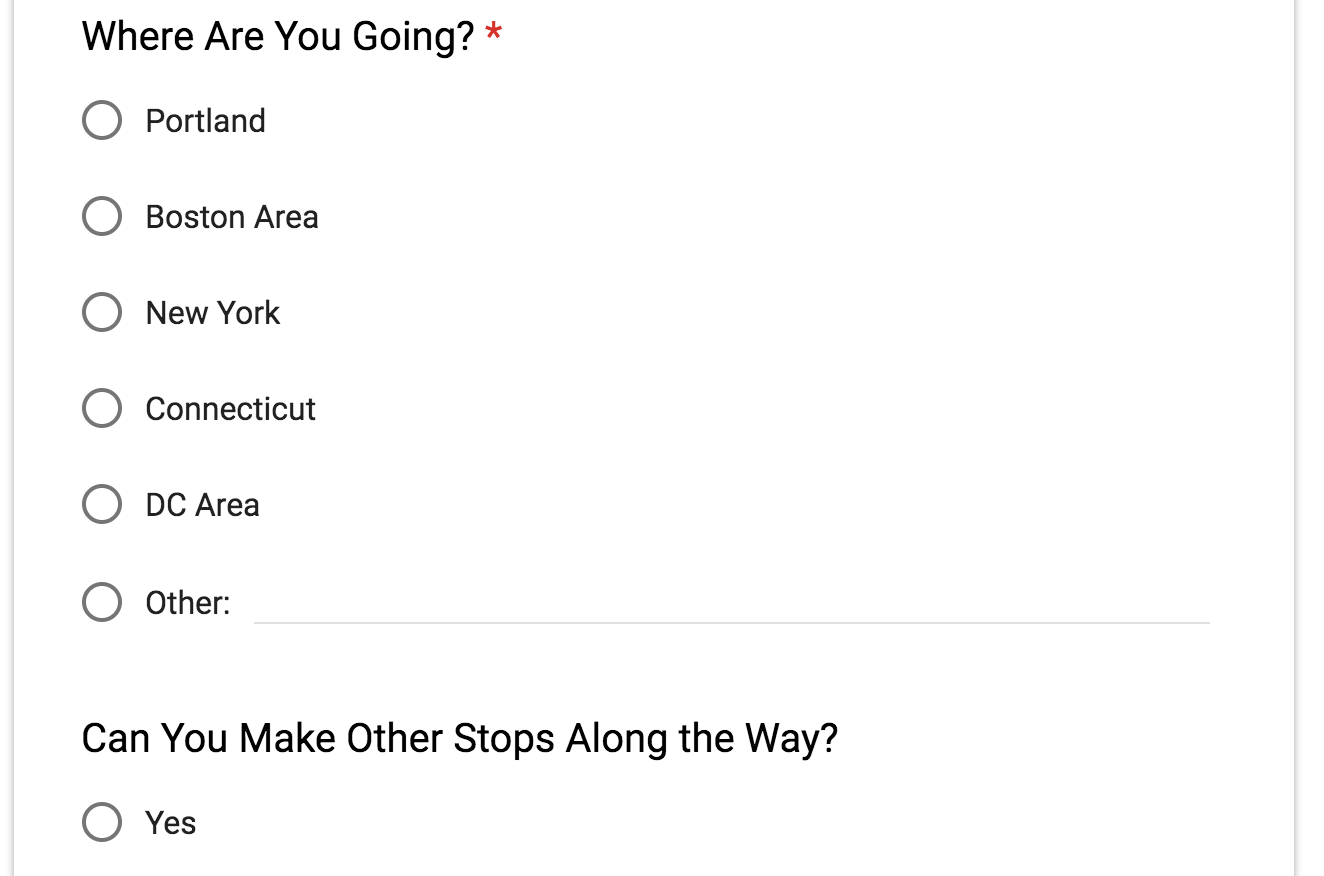 Where Are You Going? *
Portland
Boston Area
New York
Connecticut
DC Area
Other:
Can You Make Other Stops Along the Way?
Yes